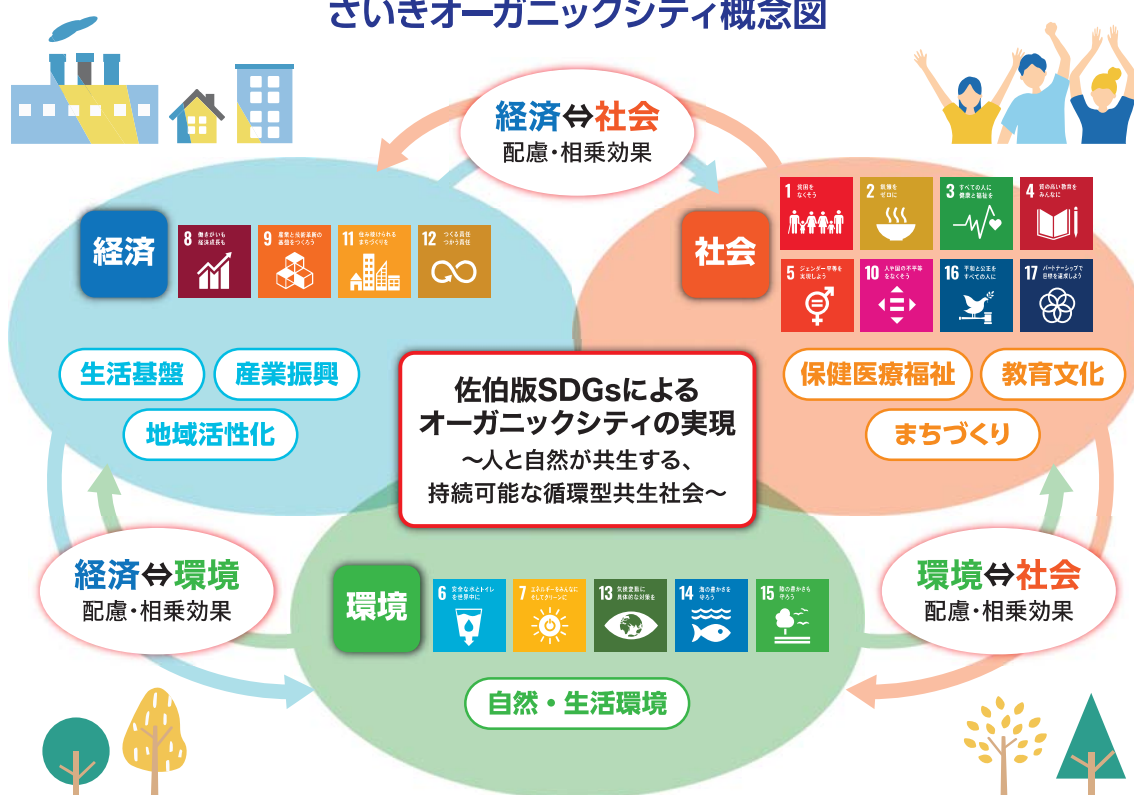 さいきオーガニックシティ概念図
経済⇔社会
配慮・相乗効果
経済
8 働きがいも
経済成長も
9 産業と技術革新の
基盤をつくろう
11 住み続けられる
まちづくりを
12 つくる責任
つかう責任
生活基盤
産業振興
地域活性化
社会
1 貧困を
なくそう
2 飢餓を
ゼロに
3 すべての人に
健康と福祉を
4 質の高い教育を
みんなに
5 ジェンダー平等を
実現しよう
10 人や国の不平等
をなくそう
16 平和と公正を
すべての人に
17 パートナーシップで
目標を達成しよう
保健医療福祉
教育文化
まちづくり
佐伯版SDGsによる
オーガニックシティの実現
～人と自然が共生する、
持続可能な循環型共生社会～
経済⇔環境
配慮・相乗効果
環境⇔社会
配慮・相乗効果
環境
6 安全な水とトイレ
を世界中に
7 エネルギーをみんなに
そしてクリーンに
13 気候変動に
具体的な対策を
14 海の豊かさを
守ろう
15 陸の豊かさも
守ろう
自然・生活環境